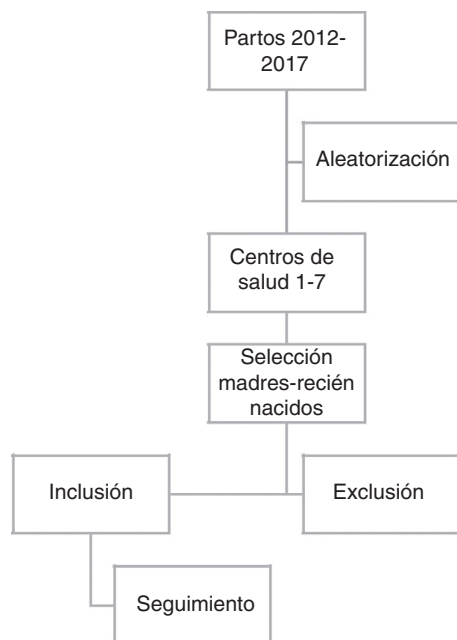 Partos 2012-
2017
Aleatorización
Centros de
salud 1-7
Selección
madres-recién
nacidos
Inclusión
Exclusión
Seguimiento